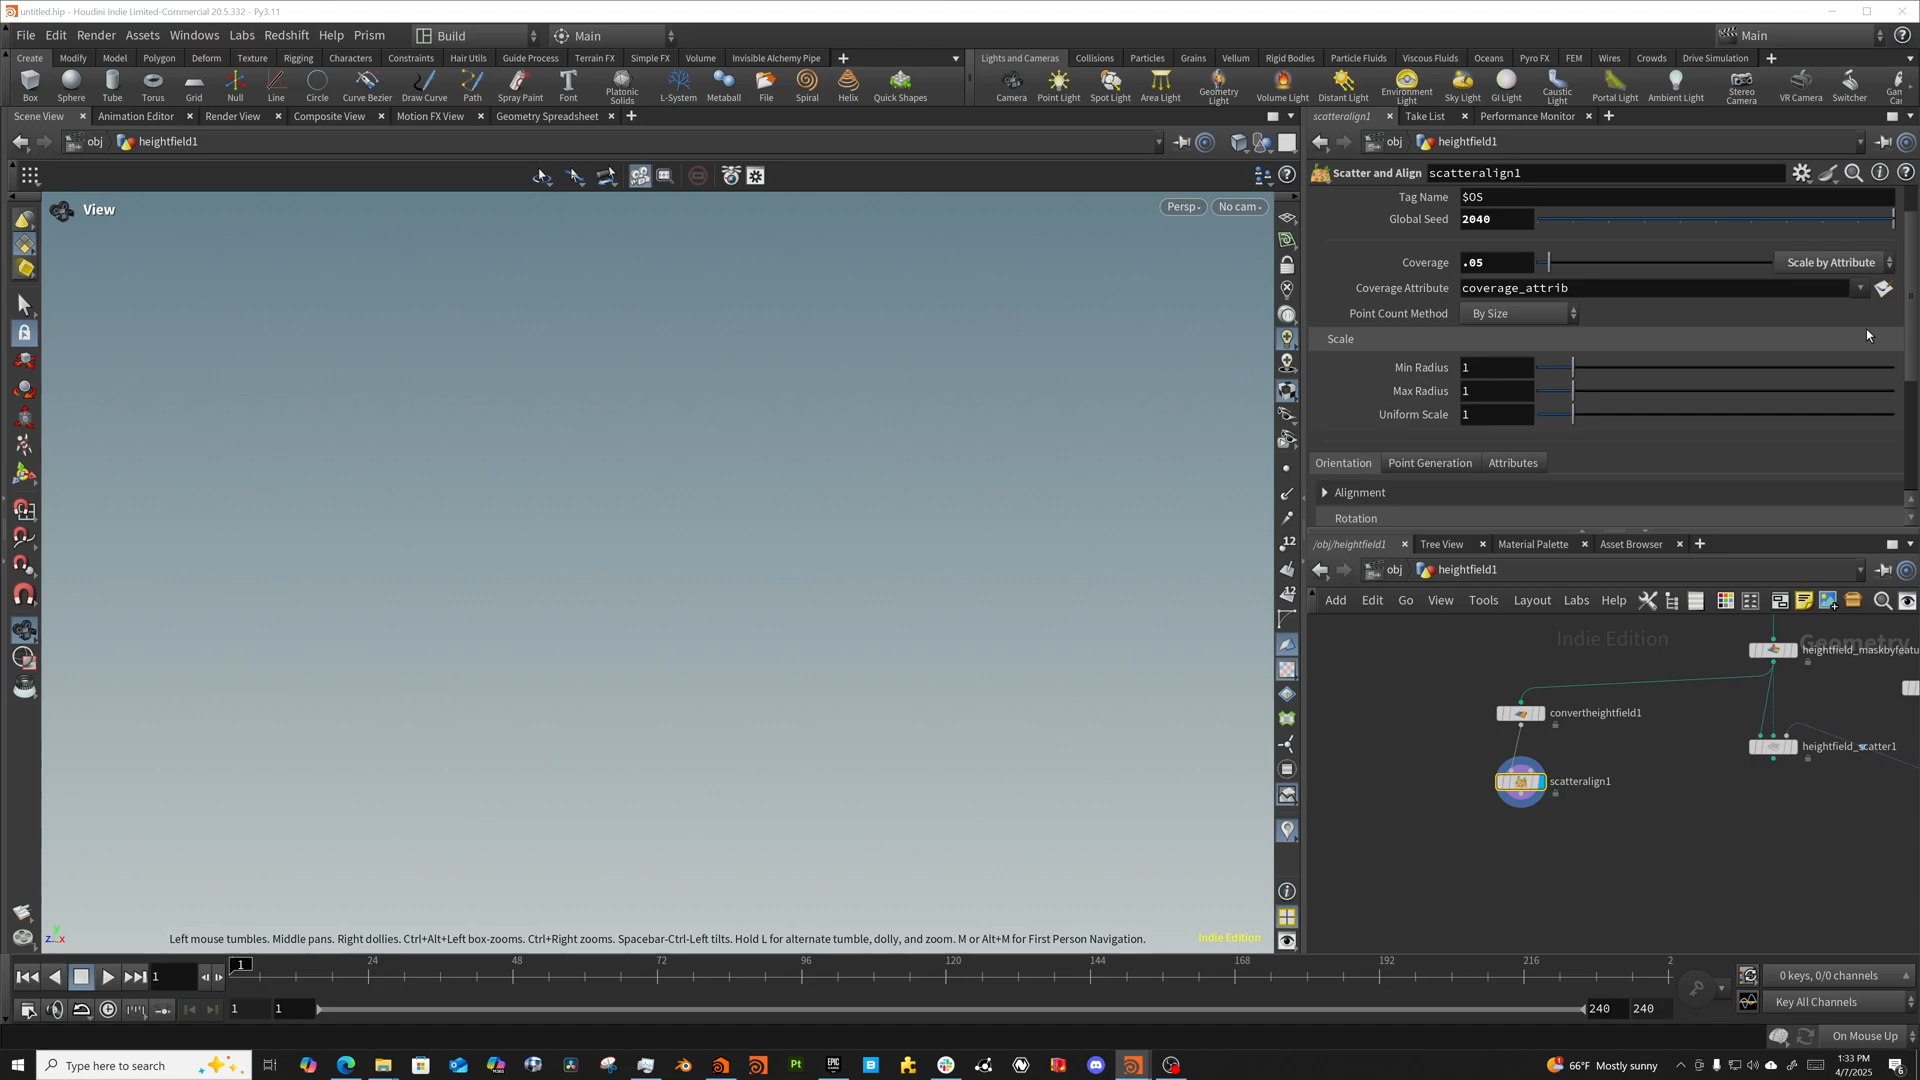 untitled.hip - Houdini Indie Limited-Commercial 20.5.332 - Py3.11
File Edit Render Assets Windows Labs Redshift Help Prism Build Main Main
Create Modify Model Polygon Deform Texture Rigging Characters Constraints Hair Utils Guide Process Terrain FX Simple FX Volume Invisible Alchemy Pipe
Lights and Cameras Collisions Particles Grains Vellum Rigid Bodies Particle Fluids Viscous Fluids Oceans Pyro FX FEM Wires Crowds Drive Simulation
Box Sphere Tube Torus Grid Null Line Circle Curve Bezier Draw Curve Path Spray Paint Font Platonic Solids L-System Metaball File Spiral Helix Quick Shapes
Camera Point Light Spot Light Area Light Geometry Light Volume Light Distant Light Environment Light Sky Light GI Light Caustic Light Portal Light Ambient Light Stereo Camera VR Camera Switcher
Scene View Animation Editor Render View Composite View Motion FX View Geometry Spreadsheet
scatteralign1 Take List Performance Monitor
obj heightfield1
obj heightfield1
Scatter and Align scatteralign1
Tag Name $OS
Global Seed 2040
View
Persp
No cam
Coverage .05 Scale by Attribute
Coverage Attribute coverage_attrib
Point Count Method By Size
Scale
Min Radius 1
Max Radius 1
Uniform Scale 1
Orientation Point Generation Attributes
Alignment
Rotation
12
12
/obj/heightfield1 Tree View Material Palette Asset Browser
obj heightfield1
Add Edit Go View Tools Layout Labs Help
Indie Edition
Geometry
heightfield_maskbyfeatu
convertheightfield1
heightfield_scatter1
scatteralign1
z y x
Left mouse tumbles. Middle pans. Right dollies. Ctrl+Alt+Left box-zooms. Ctrl+Right zooms. Spacebar-Ctrl-Left tilts. Hold L for alternate tumble, dolly, and zoom. M or Alt+M for First Person Navigation.
Indie Edition
1 1 24 48 72 96 120 144 168 192 216 2
0 keys, 0/0 channels
1 1 240 240 Key All Channels
On Mouse Up
Type here to search
66°F Mostly sunny
1:33 PM
4/7/2025
6